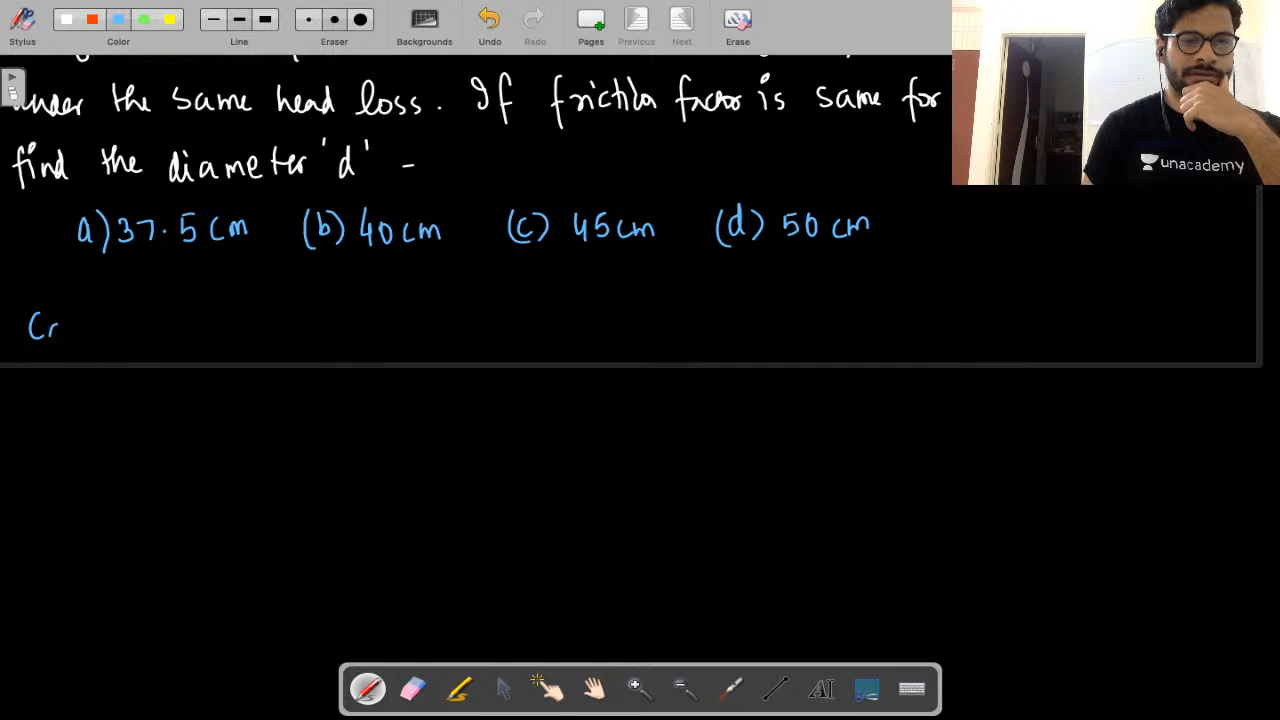 Stylus Color Line Eraser Backgrounds Undo Redo Pages Previous Next Erase
under the same head loss. If friction factor is same for
find the diameter 'd' -
a) 37.5 cm (b) 40 cm (c) 45 cm (d) 50 cm
unacademy